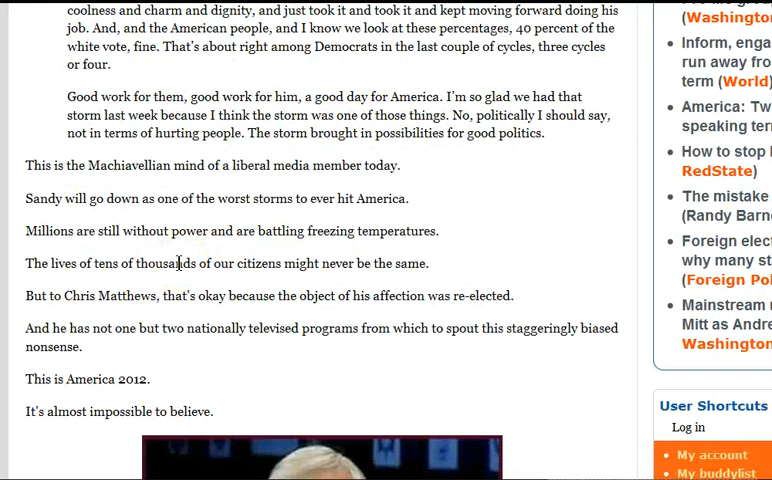 coolness and charm and dignity, and just took it and took it and kept moving forward doing his
job. And, and the American people, and I know we look at these percentages, 40 percent of the
white vote, fine. That's about right among Democrats in the last couple of cycles, three cycles
or four.
Good work for them, good work for him, a good day for America. I'm so glad we had that
storm last week because I think the storm was one of those things. No, politically I should say,
not in terms of hurting people. The storm brought in possibilities for good politics.
This is the Machiavellian mind of a liberal media member today.
Sandy will go down as one of the worst storms to ever hit America.
Millions are still without power and are battling freezing temperatures.
The lives of tens of thousands of our citizens might never be the same.
But to Chris Matthews, that's okay because the object of his affection was re-elected.
And he has not one but two nationally televised programs from which to spout this staggeringly biased
nonsense.
This is America 2012.
It's almost impossible to believe.
(Washington
Inform, enga
run away fro
term (World)
America: Tw
speaking ter
How to stop
RedState)
The mistake
(Randy Barn
Foreign elec
why many st
(Foreign Pol
Mainstream
Mitt as Andre
Washington
User Shortcuts
Log in
My account
My buddylist